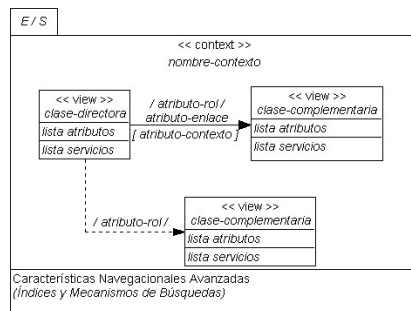 E / S
<< context >>
nombre-contexto
<< view >>
clase-directora
lista atributos
lista servicios
/ atributo-rol /
atributo-enlace
[ atributo-contexto ]
<< view >>
clase-complementaria
lista atributos
lista servicios
/ atributo-rol /
<< view >>
clase-complementaria
lista atributos
lista servicios
Características Navegacionales Avanzadas
(Índices y Mecanismos de Búsquedas)